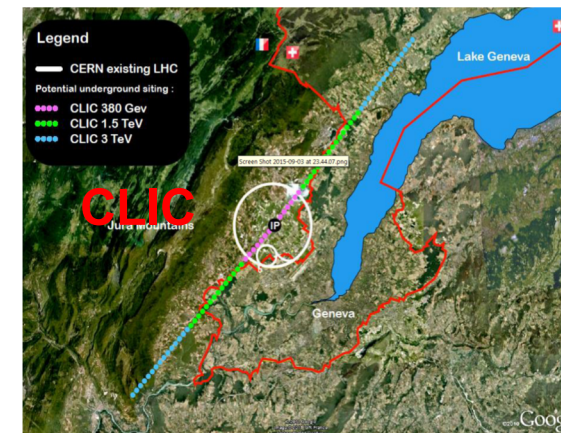 Legend
CERN existing LHC
Potential underground siting :
CLIC 380 Gev
CLIC 1.5 TeV
CLIC 3 TeV
Lake Geneva
Screen Shot 2015-09-03 at 23.44.07.png
CLIC
Jura Mountains
IP
Geneva
Goog